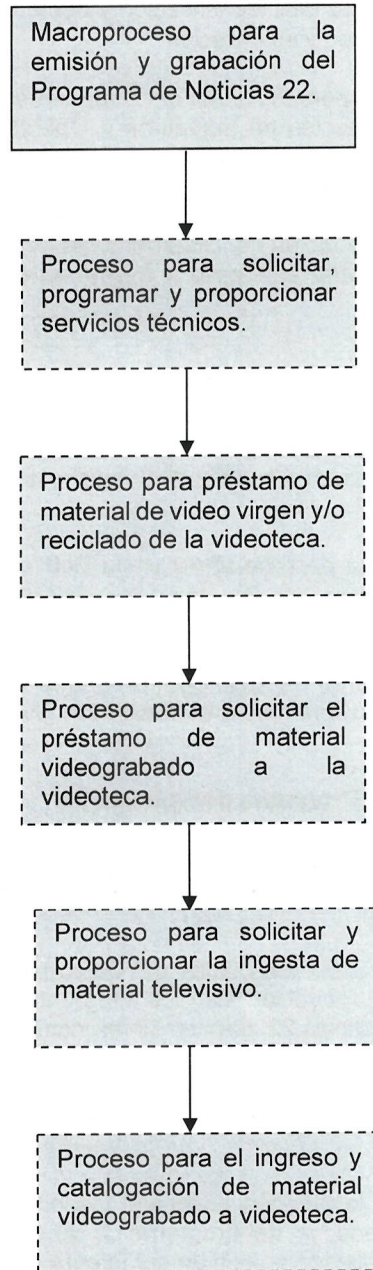 Macroproceso para la
emisión y grabación del
Programa de Noticias 22.
Proceso para solicitar,
programar y proporcionar
servicios técnicos.
Proceso para préstamo de
material de video virgen y/o
reciclado de la videoteca.
Proceso para solicitar el
préstamo de material
videograbado a la
videoteca.
Proceso para solicitar y
proporcionar la ingesta de
material televisivo.
Proceso para el ingreso y
catalogación de material
videograbado a videoteca.